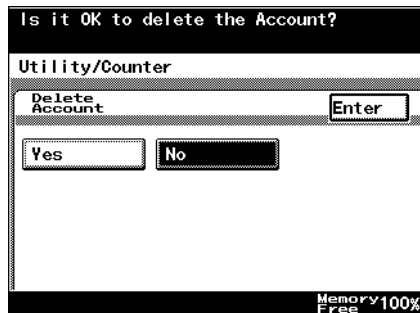 Is it OK to delete the Account?
Utility/Counter
Delete
Account
Enter
Yes
No
Memory
Free
100%